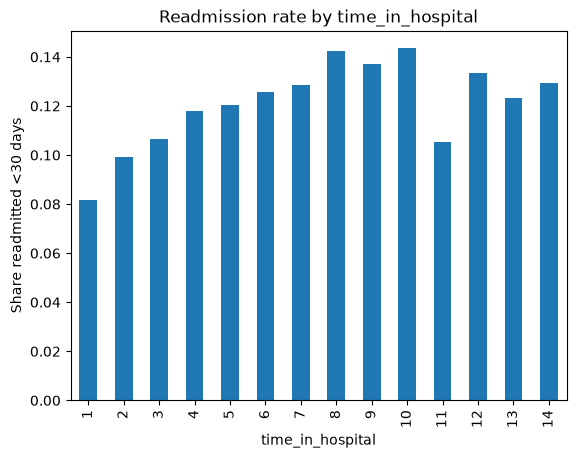 Readmission rate by time_in_hospital
Share readmitted <30 days
0.14
0.12
0.10
0.08
0.06
0.04
0.02
0.00
1 2 3 4 5 6 7 8 9 10 11 12 13 14
time_in_hospital